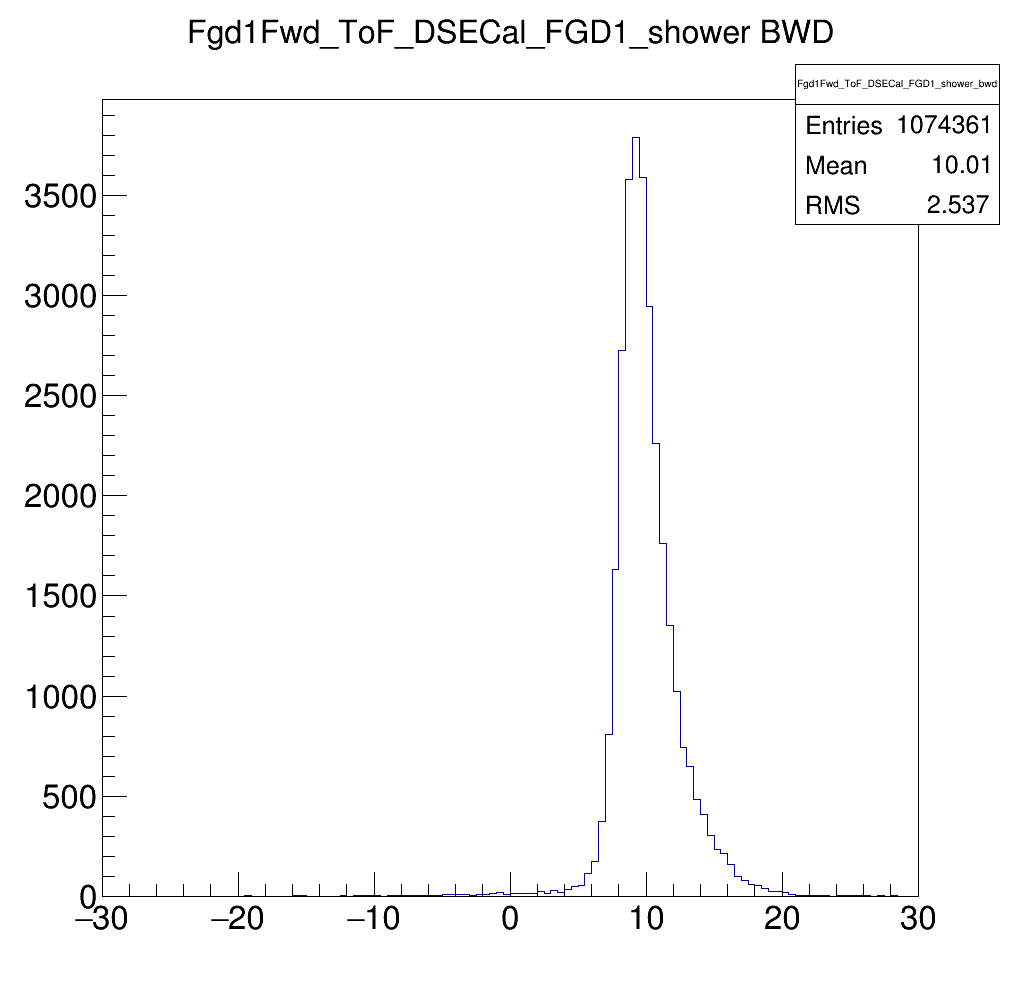 Fgd1Fwd_ToF_DSECal_FGD1_shower BWD
Fgd1Fwd_ToF_DSECal_FGD1_shower_bwd
Entries 1074361
Mean 10.01
RMS 2.537
3500
3000
2500
2000
1500
1000
500
0
−30 −20 −10 0 10 20 30